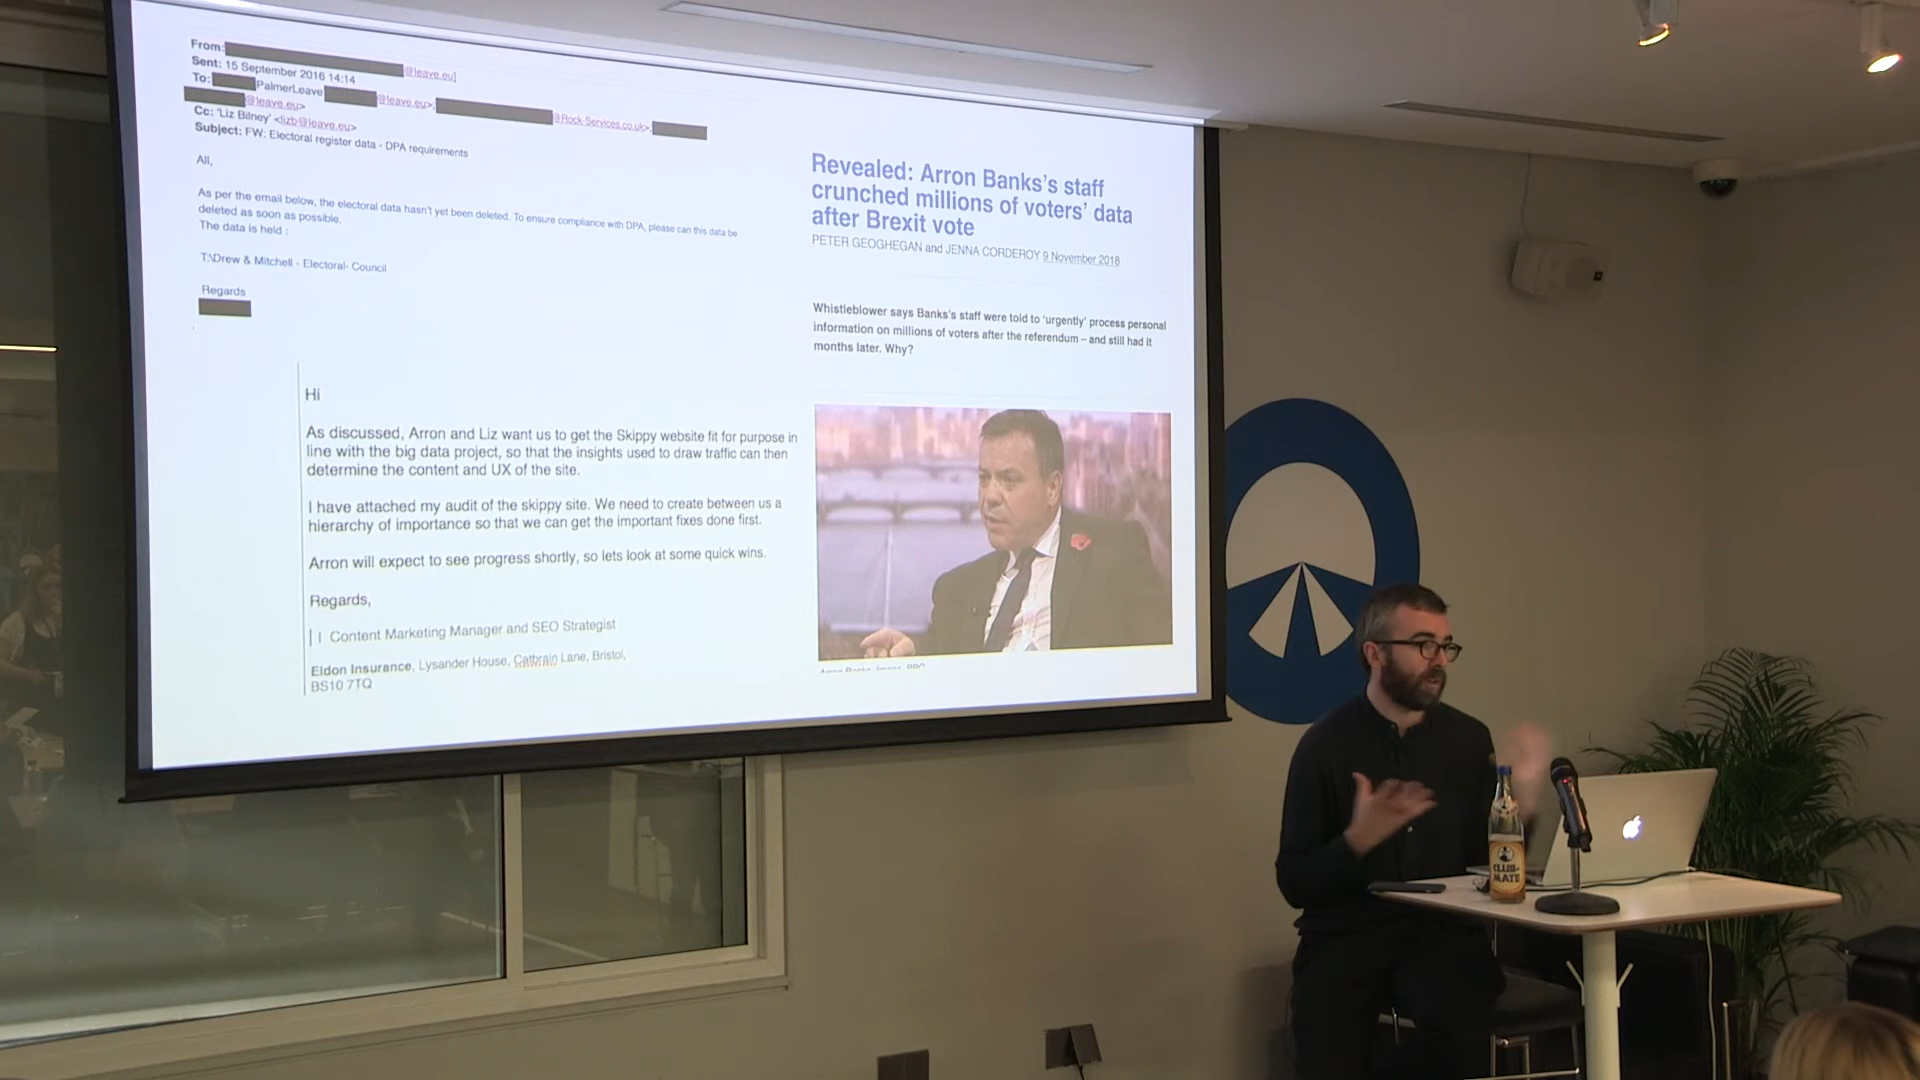 From: @leave.eu]
Sent: 15 September 2016 14:14
To: PalmerLeave @leave.eu>; @Rock-Services.co.uk>;
@leave.eu>
Cc: 'Liz Bilney' <lizb@leave.eu>
Subject: FW: Electoral register data - DPA requirements
All,
As per the email below, the electoral data hasn't yet been deleted. To ensure compliance with DPA, please can this data be
deleted as soon as possible.
The data is held :
T:\Drew & Mitchell - Electoral- Council
Regards
Hi
As discussed, Arron and Liz want us to get the Skippy website fit for purpose in
line with the big data project, so that the insights used to draw traffic can then
determine the content and UX of the site.
I have attached my audit of the skippy site. We need to create between us a
hierarchy of importance so that we can get the important fixes done first.
Arron will expect to see progress shortly, so lets look at some quick wins.
Regards,
| | Content Marketing Manager and SEO Strategist
Eldon Insurance, Lysander House, Catbrain Lane, Bristol,
BS10 7TQ
Revealed: Arron Banks's staff
crunched millions of voters' data
after Brexit vote
PETER GEOGHEGAN and JENNA CORDEROY 9 November 2018
Whistleblower says Banks's staff were told to 'urgently' process personal
information on millions of voters after the referendum – and still had it
months later. Why?
CLUB-
MATE